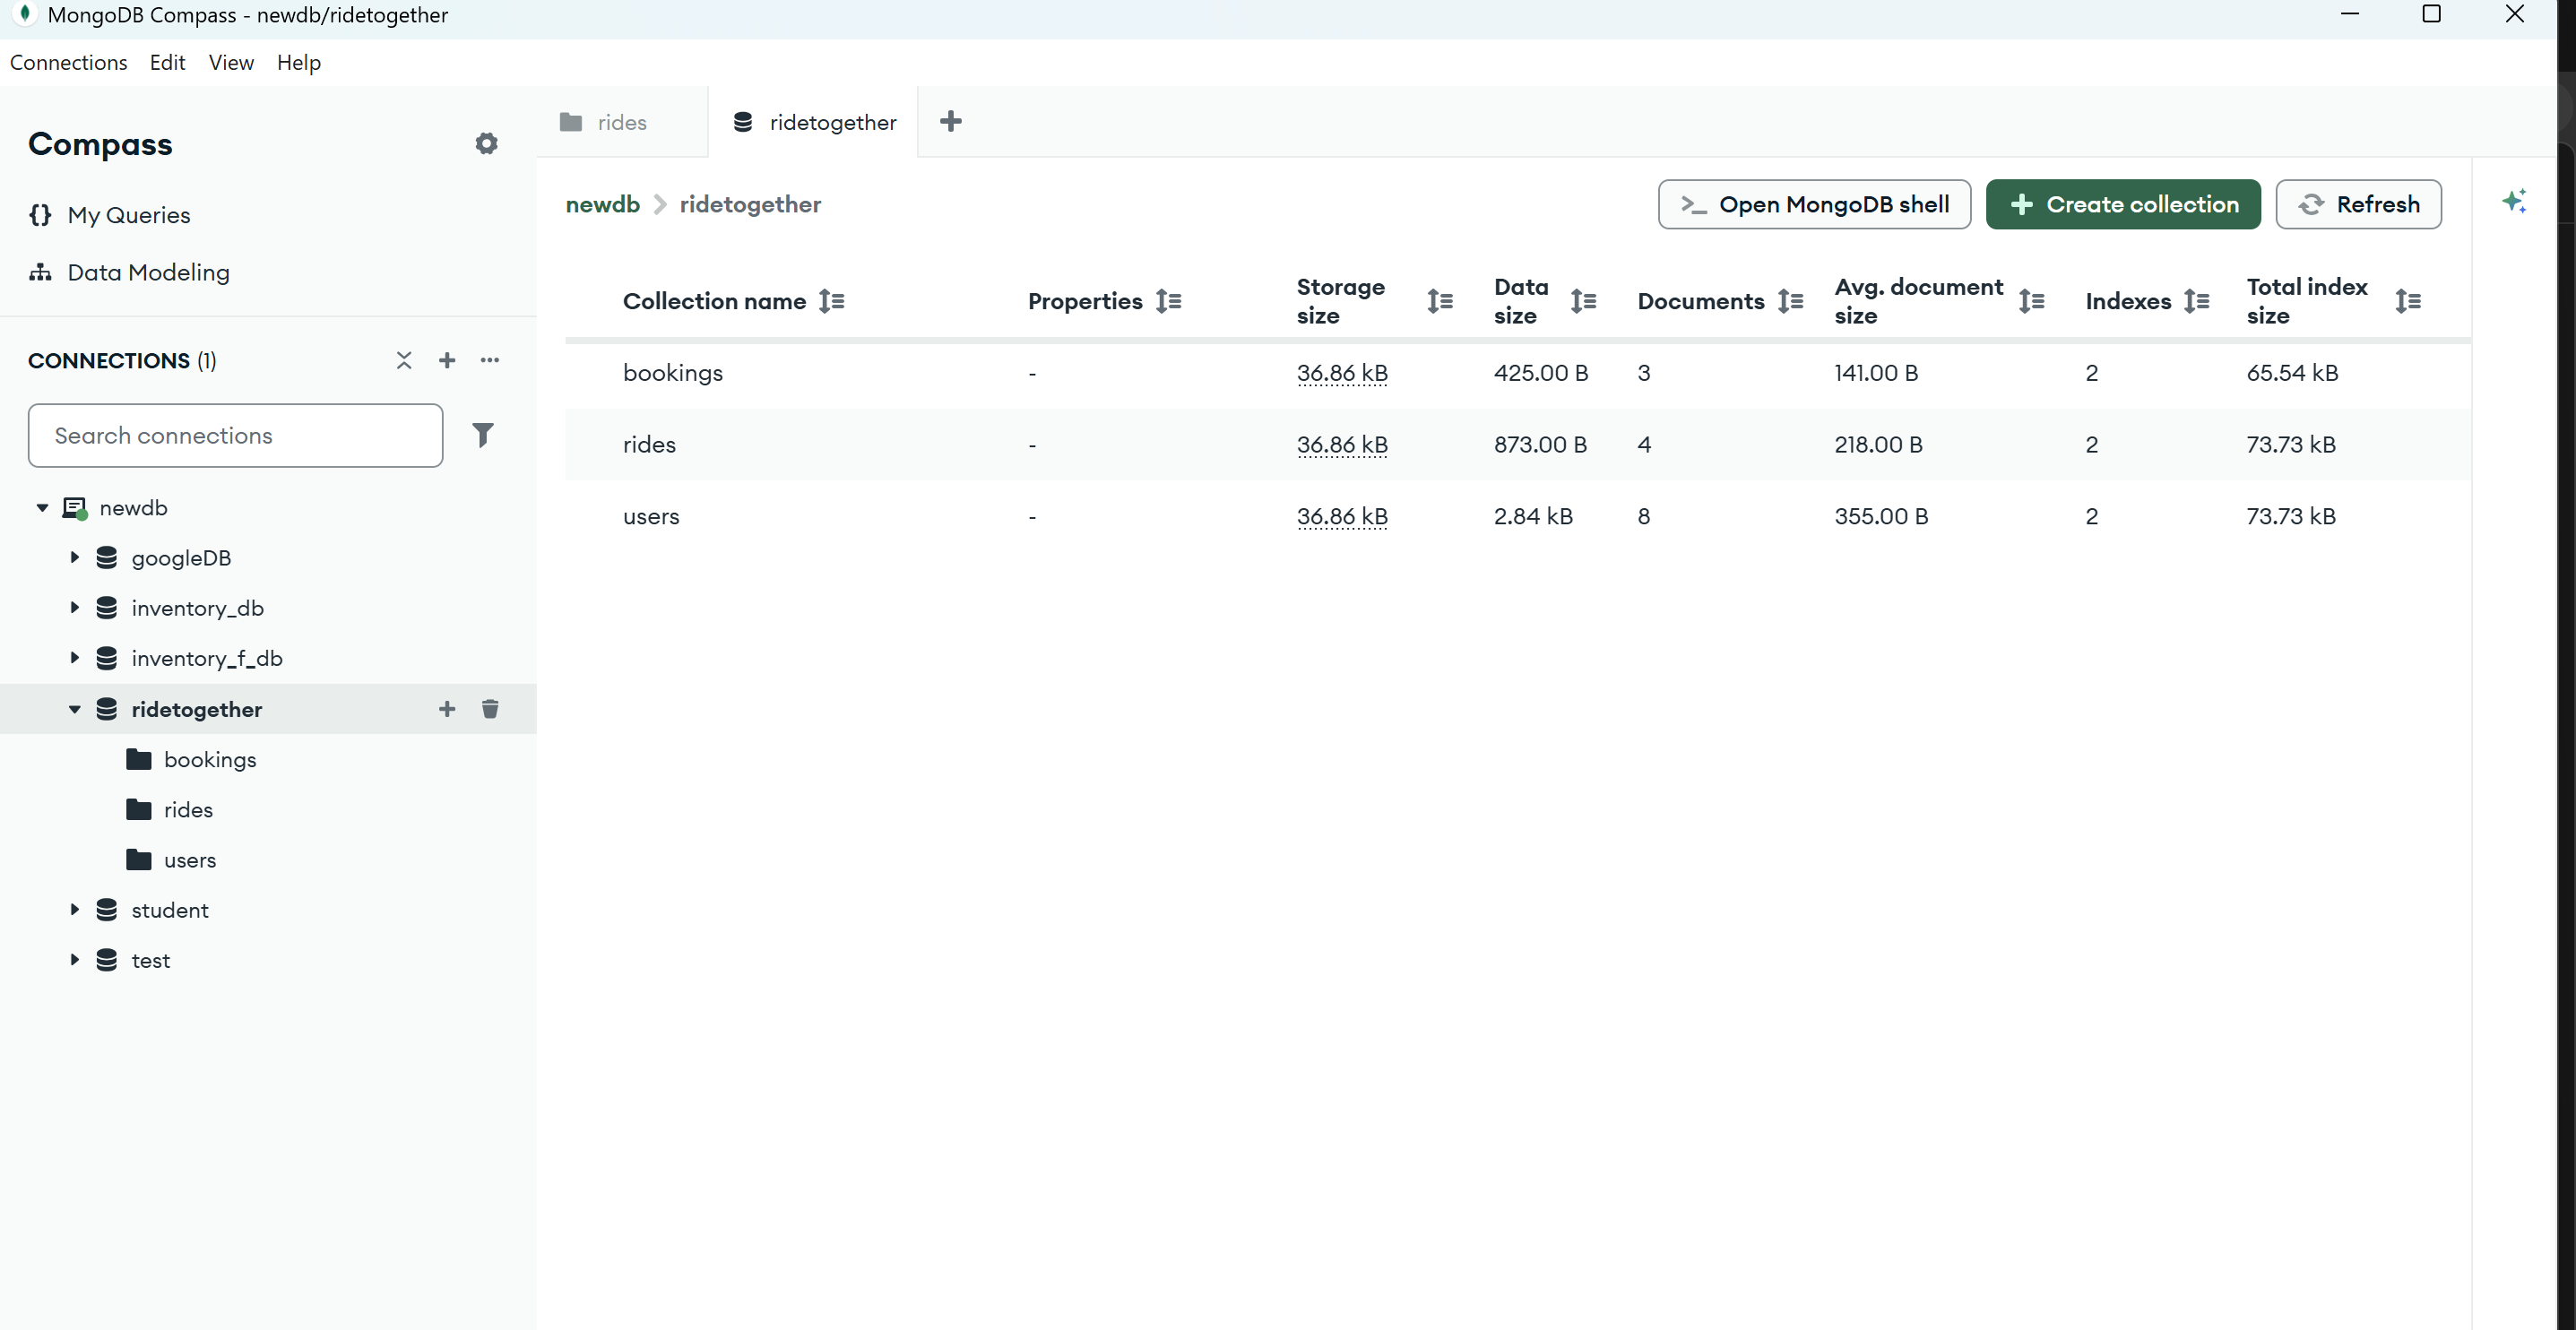 MongoDB Compass - newdb/ridetogether
Connections Edit View Help
Compass
My Queries
Data Modeling
CONNECTIONS (1)
Search connections
newdb
googleDB
inventory_db
inventory_f_db
ridetogether
bookings
rides
users
student
test
rides ridetogether
newdb ridetogether
Open MongoDB shell Create collection Refresh
Collection name Properties Storage size Data size Documents Avg. document size Indexes Total index size
bookings - 36.86 kB 425.00 B 3 141.00 B 2 65.54 kB
rides - 36.86 kB 873.00 B 4 218.00 B 2 73.73 kB
users - 36.86 kB 2.84 kB 8 355.00 B 2 73.73 kB